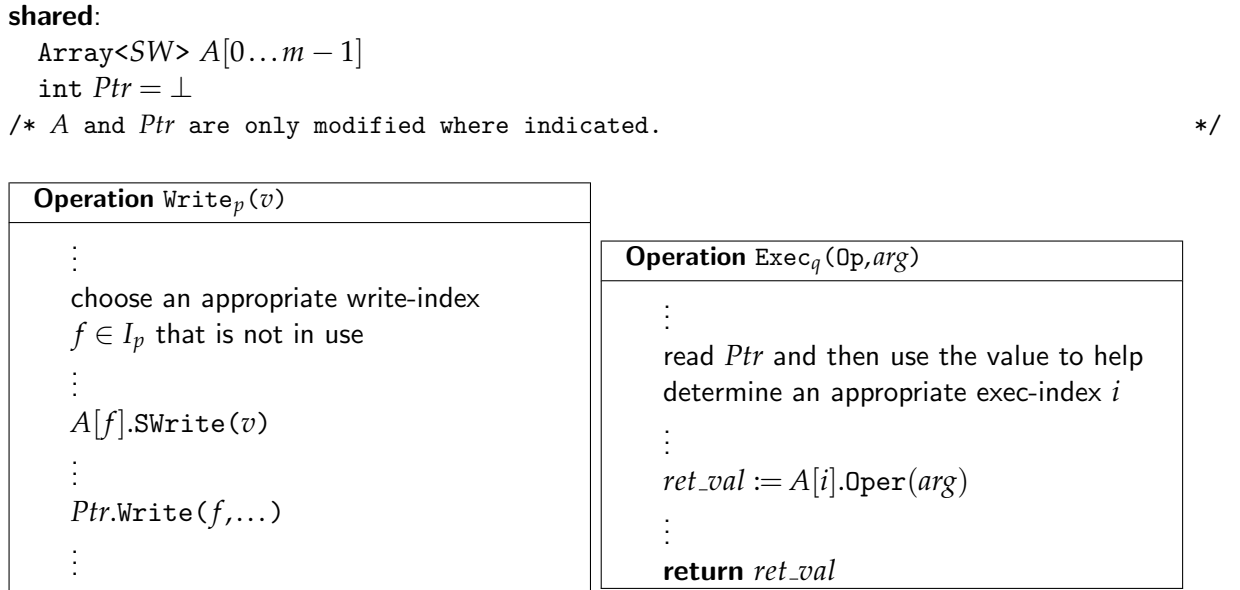 shared:
Array<SW> A[0...m − 1]
int Ptr = ⊥
/* A and Ptr are only modified where indicated. */
Operation Write_p(v)
⋮
choose an appropriate write-index
f ∈ I_p that is not in use
⋮
A[f].SWrite(v)
⋮
Ptr.Write(f,...)
⋮
Operation Exec_q(Op,arg)
⋮
read Ptr and then use the value to help
determine an appropriate exec-index i
⋮
ret_val := A[i].Oper(arg)
⋮
return ret_val